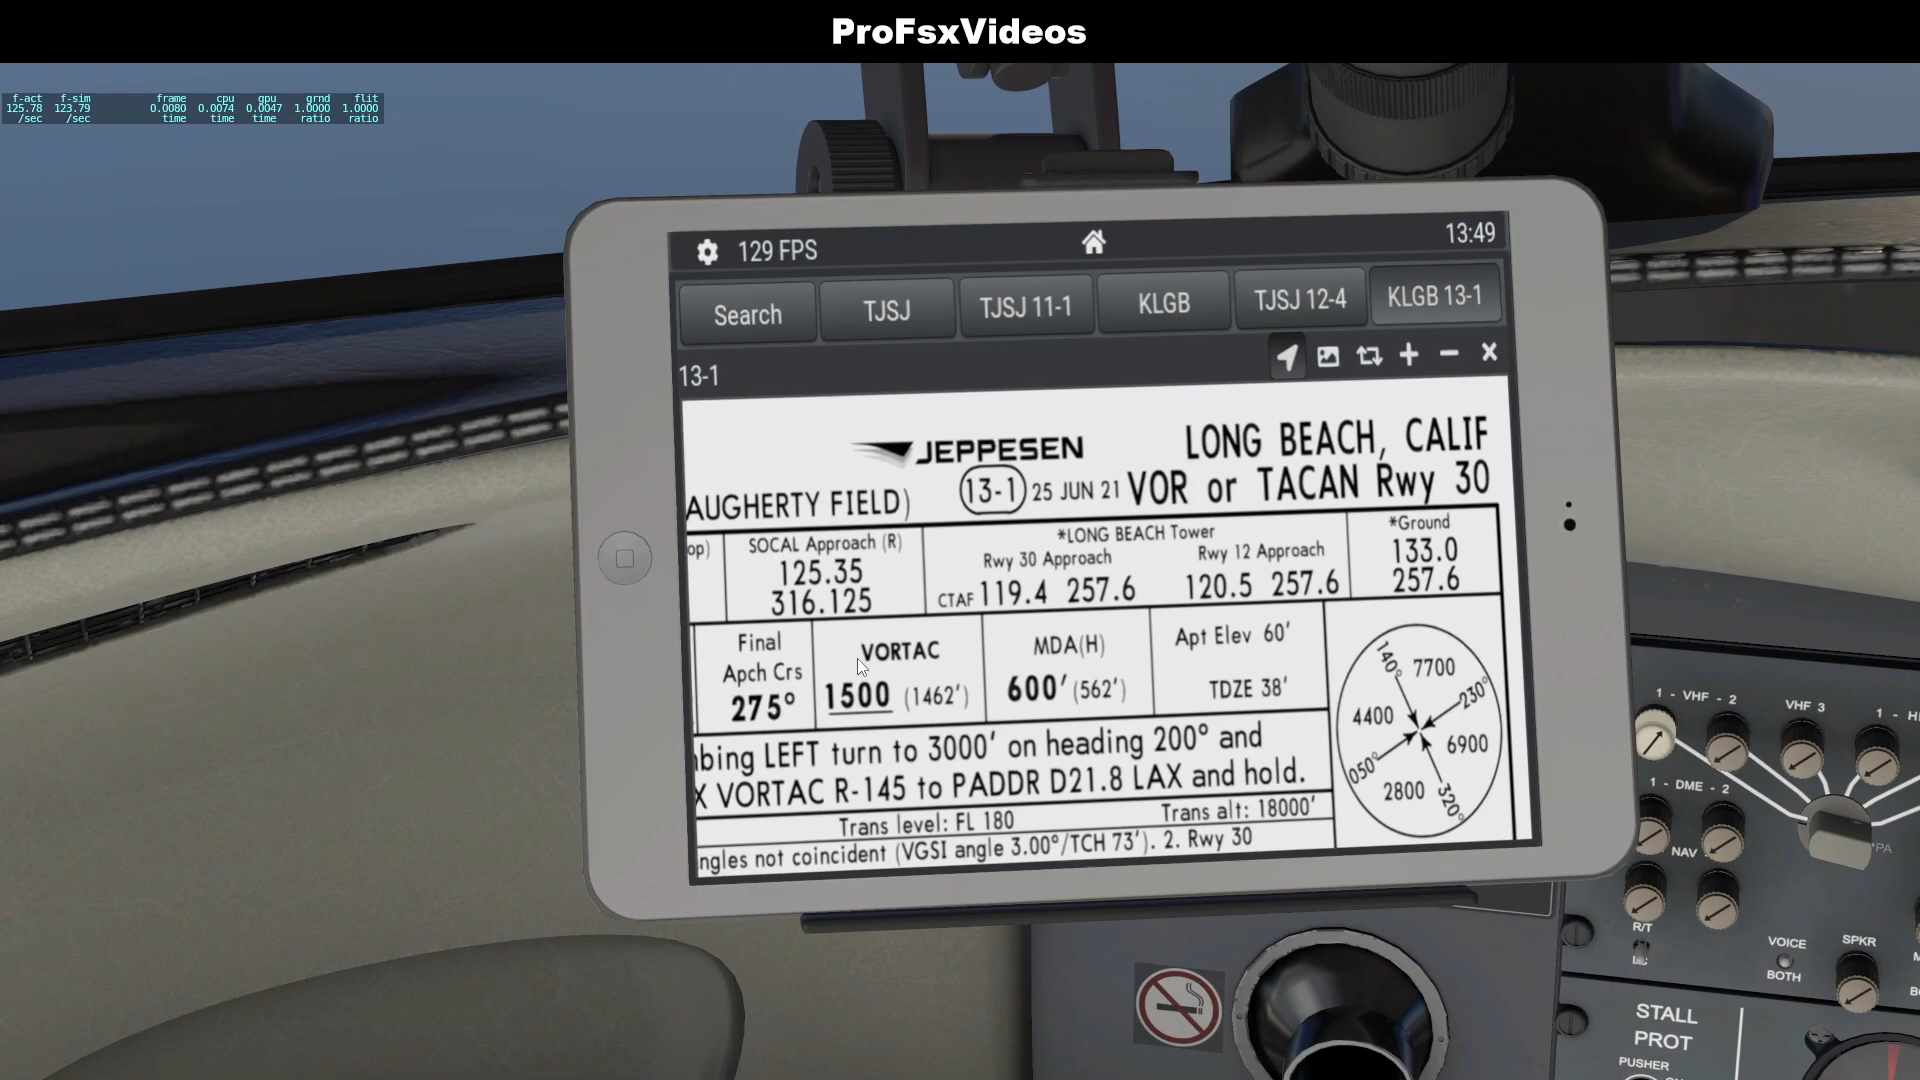 ProFsxVideos
f-act f-sim frame cpu gpu grnd flit
125.78 123.79 0.0080 0.0074 0.0047 1.0000 1.0000
/sec /sec time time time ratio ratio
129 FPS 13:49
Search TJSJ TJSJ 11-1 KLGB TJSJ 12-4 KLGB 13-1
13-1
JEPPESEN LONG BEACH, CALIF
AUGHERTY FIELD) 13-1 25 JUN 21 VOR or TACAN Rwy 30
op) SOCAL Approach (R)
125.35
316.125
*LONG BEACH Tower
Rwy 30 Approach Rwy 12 Approach
CTAF 119.4 257.6 120.5 257.6
*Ground
133.0
257.6
Final
Apch Crs
275°
VORTAC
1500 (1462')
MDA(H)
600' (562')
Apt Elev 60'
TDZE 38'
140° 7700
230°
4400
6900
050°
2800 320°
bing LEFT turn to 3000' on heading 200° and
X VORTAC R-145 to PADDR D21.8 LAX and hold.
Trans level: FL 180 Trans alt: 18000'
ngles not coincident (VGSI angle 3.00°/TCH 73'). 2. Rwy 30
1 - VHF - 2 VHF 3 1 - H
1 - DME - 2
NAV
PA
R/T
VOICE
BOTH
SPKR
STALL
PROT
PUSHER